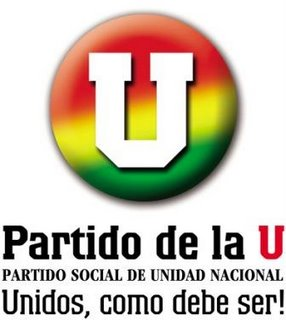 U
Partido de la U
PARTIDO SOCIAL DE UNIDAD NACIONAL
Unidos, como debe ser!